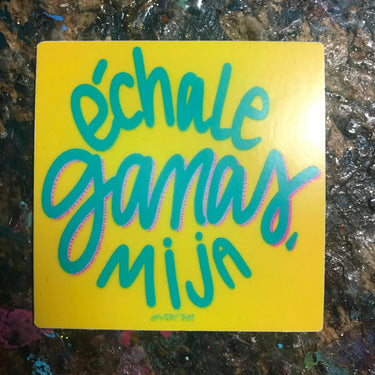 échale
ganas,
mija